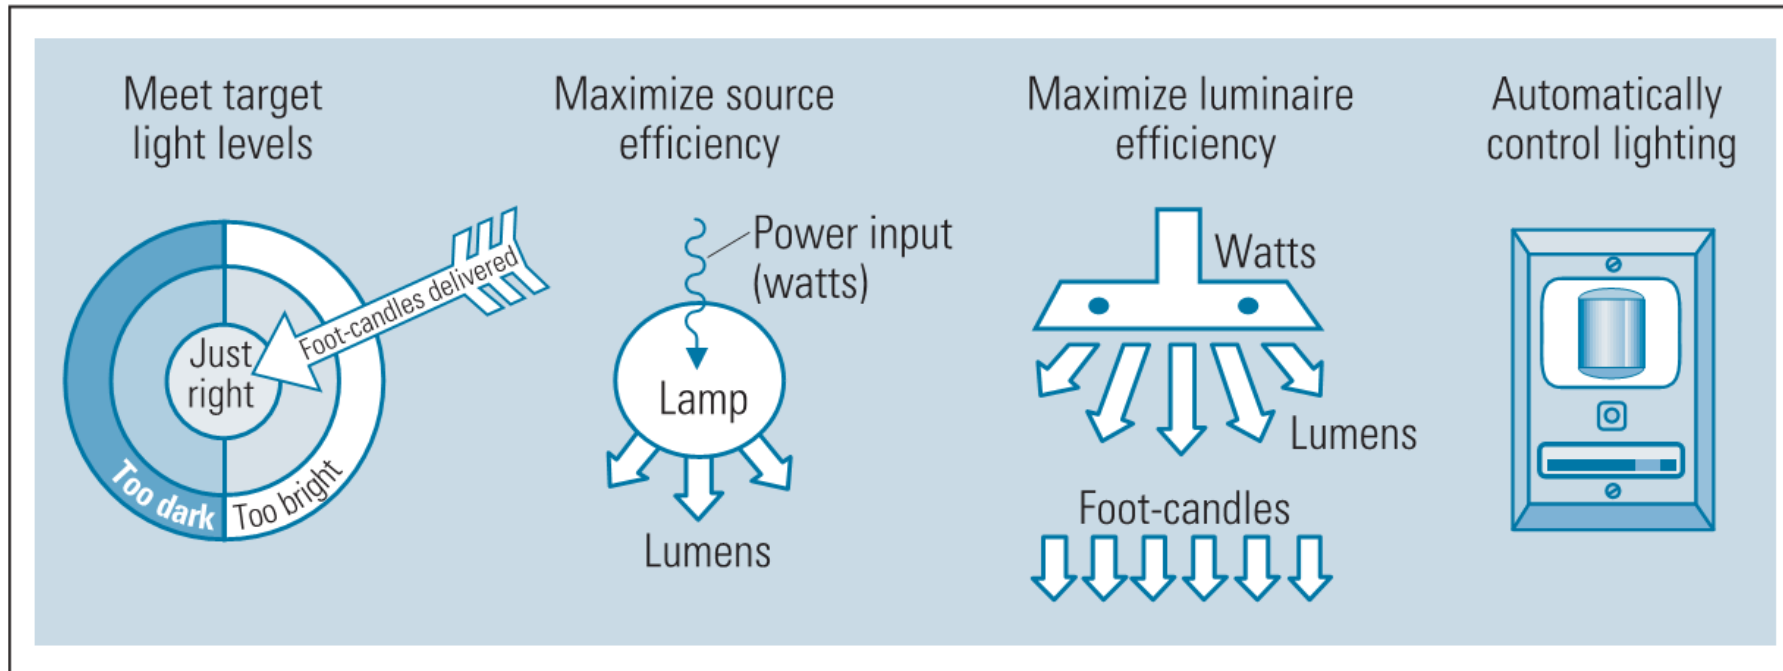 Meet target
light levels
Too dark
Too bright
Just
right
Foot-candles delivered
Maximize source
efficiency
Power input
(watts)
Lamp
Lumens
Maximize luminaire
efficiency
Watts
Lumens
Foot-candles
Automatically
control lighting